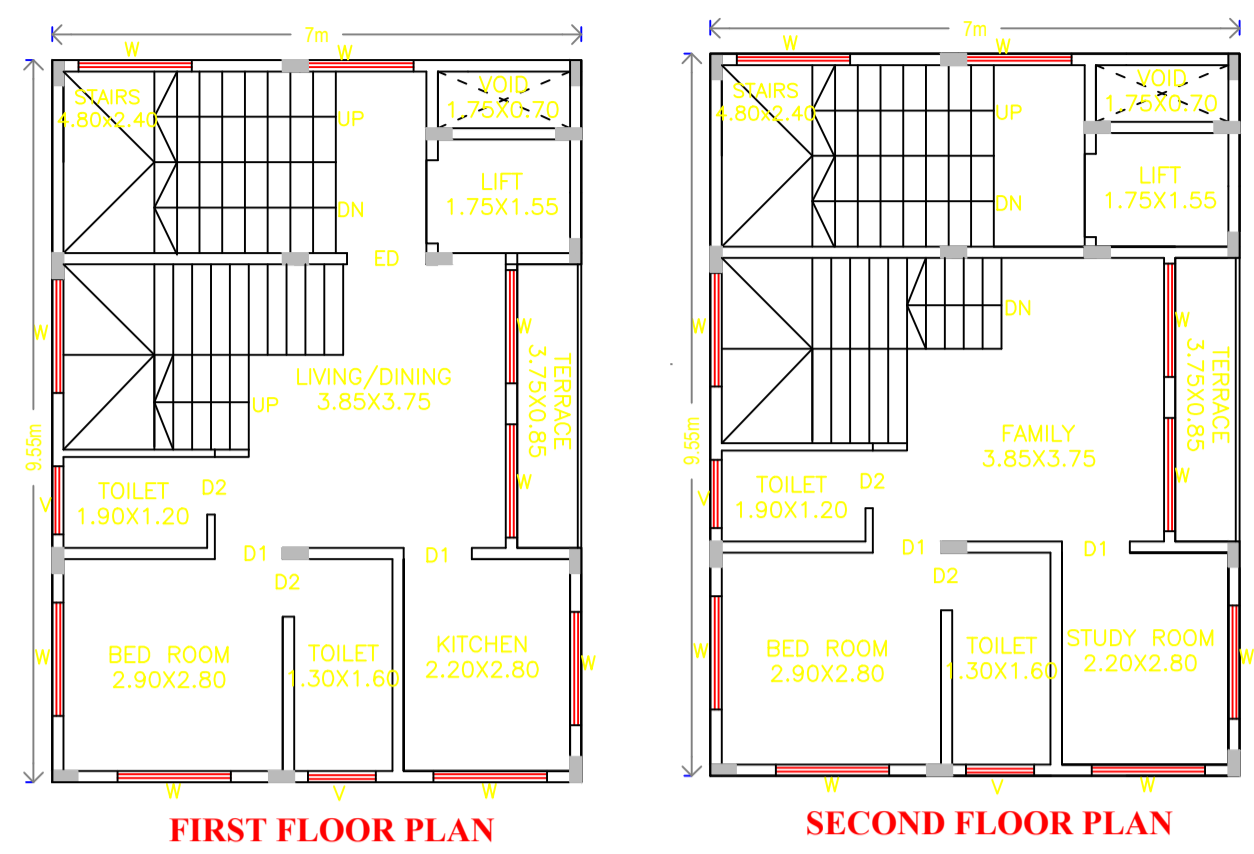 7m
W
W
VOID
1.75X0.70
STAIRS
4.80x2.40
UP
LIFT
1.75X1.55
DN
ED
W
W
TERRACE
3.75X0.85
LIVING/DINING
3.85X3.75
UP
9.55m
W
V
TOILET
1.90X1.20
D2
D1
D1
D2
BED ROOM
2.90X2.80
TOILET
1.30X1.60
KITCHEN
2.20X2.80
W
W
W
V
W
FIRST FLOOR PLAN
7m
W
W
VOID
1.75X0.70
STAIRS
4.80x2.40
UP
LIFT
1.75X1.55
DN
W
DN
W
TERRACE
3.75X0.85
FAMILY
3.85X3.75
9.55m
W
V
TOILET
1.90X1.20
D2
D1
D1
D2
BED ROOM
2.90X2.80
TOILET
1.30X1.60
STUDY ROOM
2.20X2.80
W
W
W
V
W
SECOND FLOOR PLAN